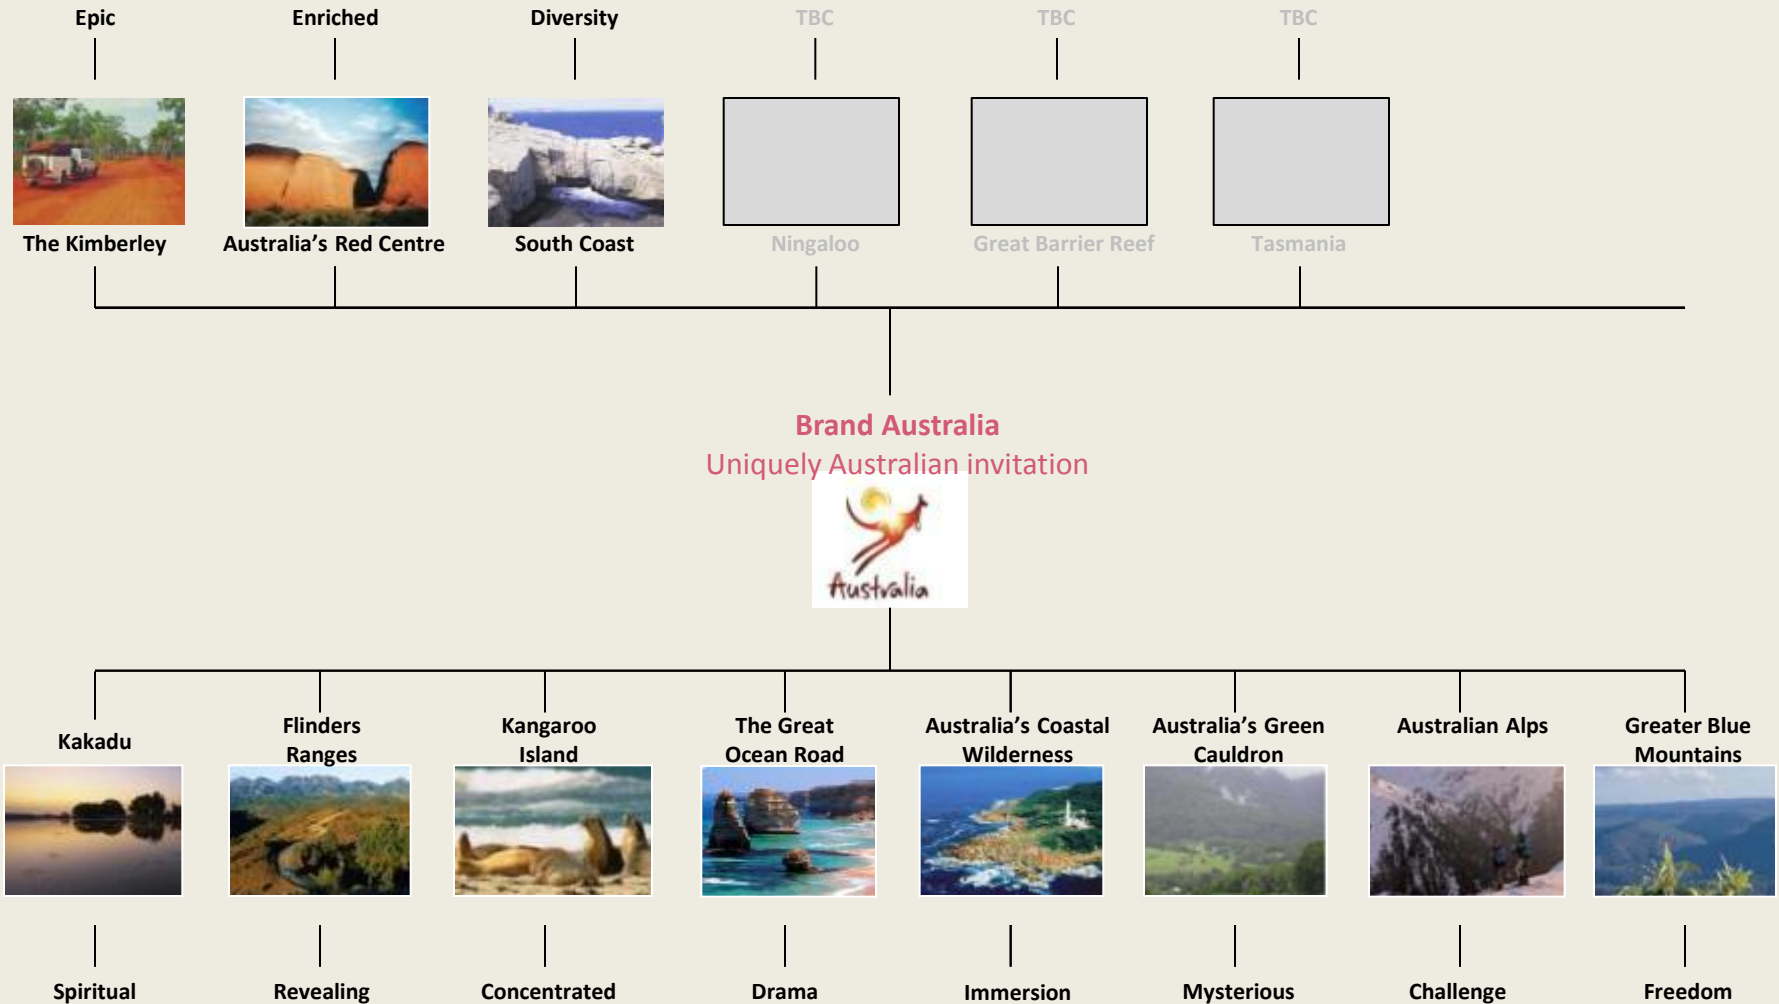 Epic
Enriched
Diversity
TBC
TBC
TBC
The Kimberley
Australia’s Red Centre
South Coast
Ningaloo
Great Barrier Reef
Tasmania
Brand Australia
Uniquely Australian invitation
Australia
Kakadu
Flinders
Ranges
Kangaroo
Island
The Great
Ocean Road
Australia’s Coastal
Wilderness
Australia’s Green
Cauldron
Australian Alps
Greater Blue
Mountains
Spiritual
Revealing
Concentrated
Drama
Immersion
Mysterious
Challenge
Freedom